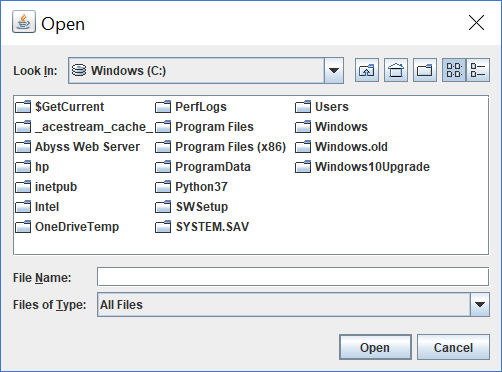 Open
Look In: Windows (C:)
$GetCurrent PerfLogs Users
_acestream_cache_ Program Files Windows
Abyss Web Server Program Files (x86) Windows.old
hp ProgramData Windows10Upgrade
inetpub Python37
Intel SWSetup
OneDriveTemp SYSTEM.SAV
File Name:
Files of Type: All Files
Open Cancel